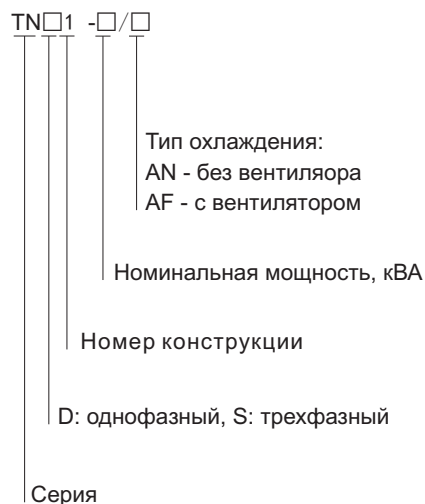 TN□1 -□/□
Тип охлаждения:
AN - без вентиляора
AF - с вентилятором
Номинальная мощность, кВА
Номер конструкции
D: однофазный, S: трехфазный
Серия